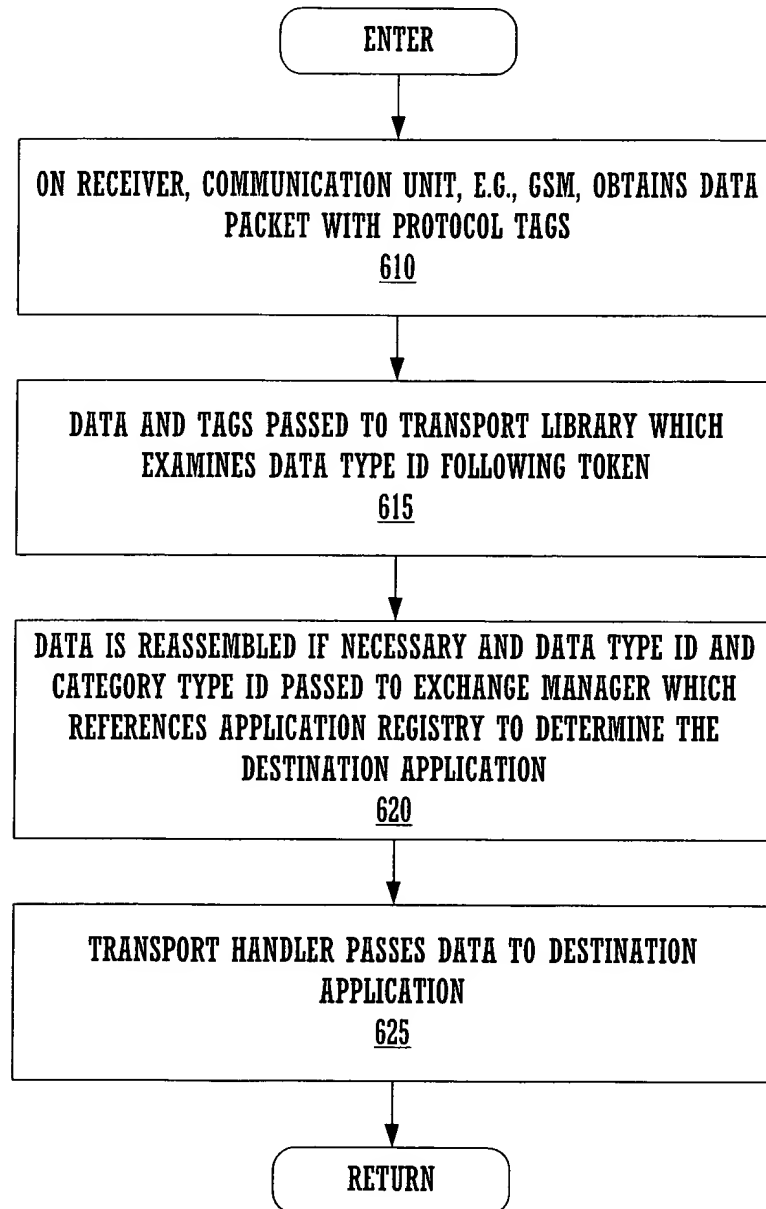 ENTER
ON RECEIVER, COMMUNICATION UNIT, E.G., GSM, OBTAINS DATA
PACKET WITH PROTOCOL TAGS
610
DATA AND TAGS PASSED TO TRANSPORT LIBRARY WHICH
EXAMINES DATA TYPE ID FOLLOWING TOKEN
615
DATA IS REASSEMBLED IF NECESSARY AND DATA TYPE ID AND
CATEGORY TYPE ID PASSED TO EXCHANGE MANAGER WHICH
REFERENCES APPLICATION REGISTRY TO DETERMINE THE
DESTINATION APPLICATION
620
TRANSPORT HANDLER PASSES DATA TO DESTINATION
APPLICATION
625
RETURN